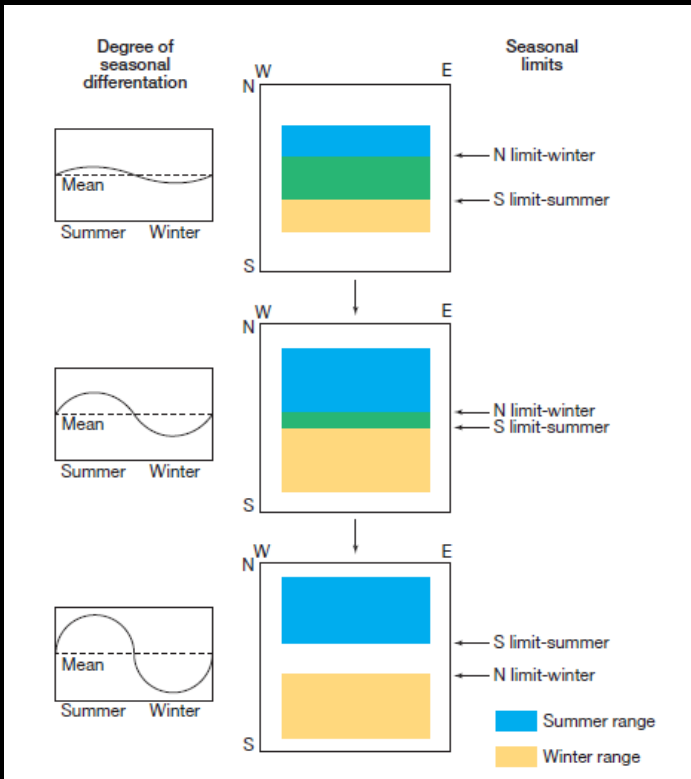 Degree of
seasonal
differentation
Seasonal
limits
W
E
N
S
Mean
Summer Winter
N limit-winter
S limit-summer
W
E
N
S
Mean
Summer Winter
N limit-winter
S limit-summer
W
E
N
S
Mean
Summer Winter
S limit-summer
N limit-winter
Summer range
Winter range